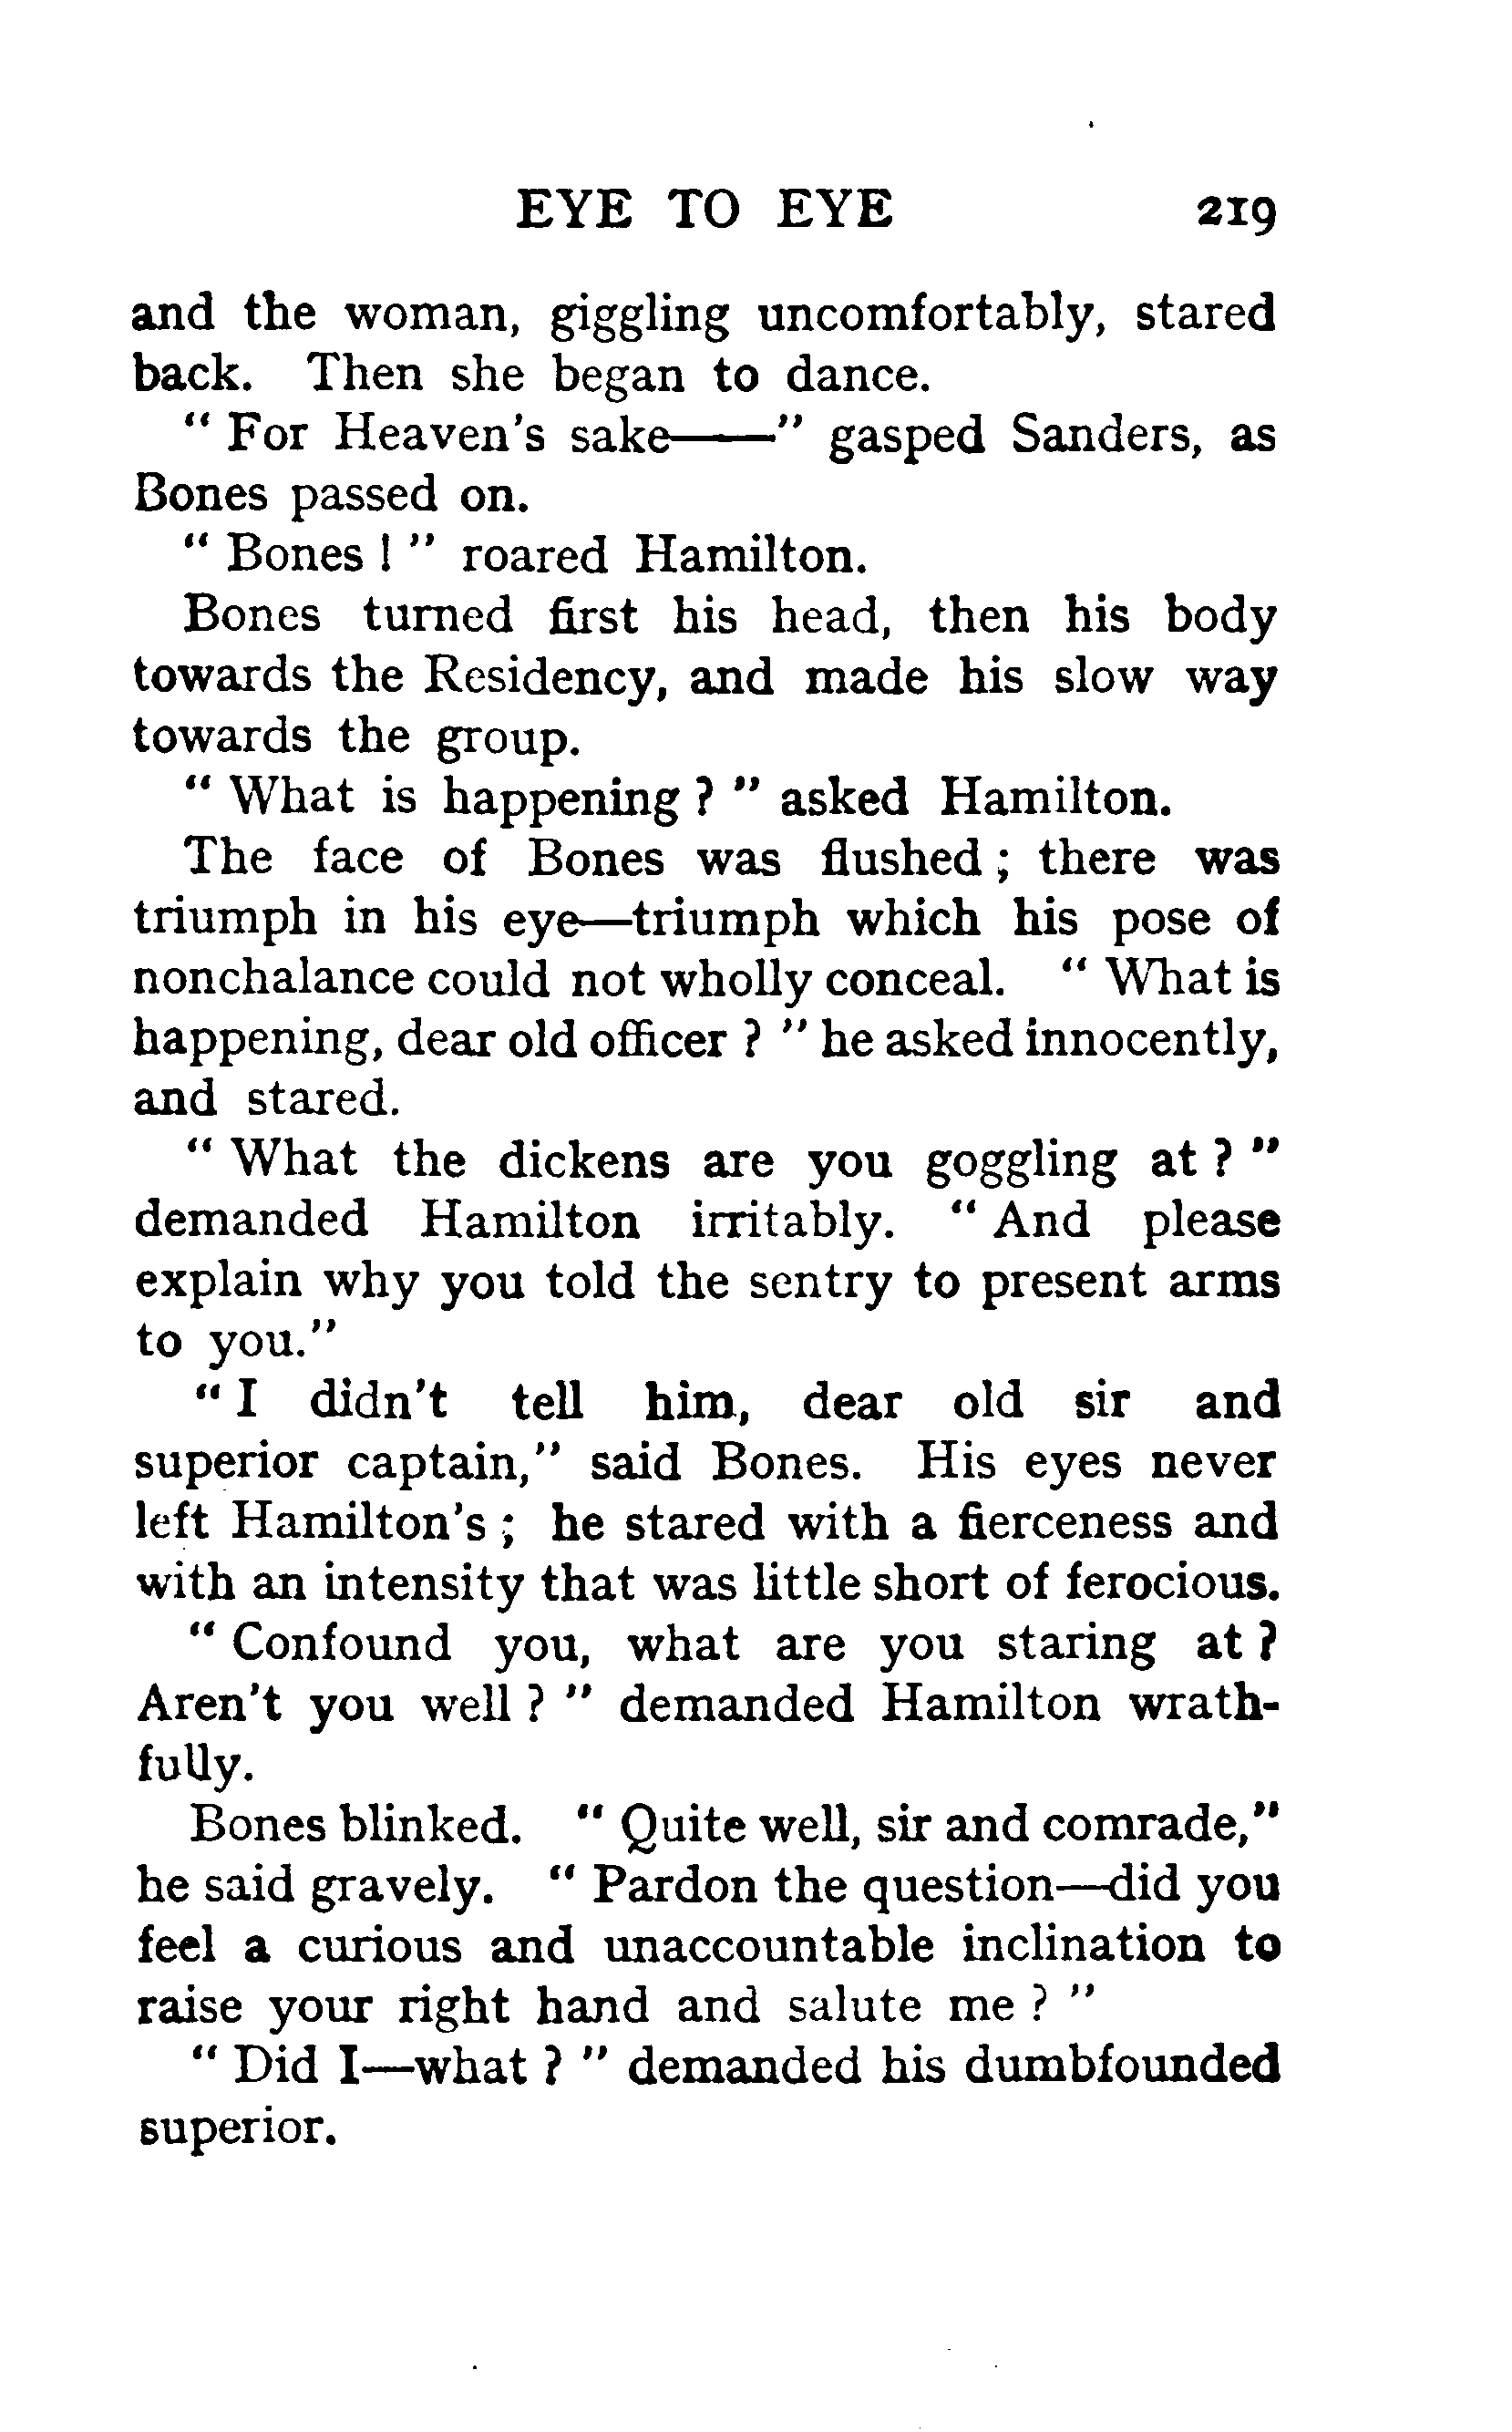 EYE TO EYE 219
and the woman, giggling uncomfortably, stared
back. Then she began to dance.
" For Heaven's sake——" gasped Sanders, as
Bones passed on.
" Bones ! " roared Hamilton.
Bones turned first his head, then his body
towards the Residency, and made his slow way
towards the group.
" What is happening ? " asked Hamilton.
The face of Bones was flushed ; there was
triumph in his eye—triumph which his pose of
nonchalance could not wholly conceal. " What is
happening, dear old officer ? " he asked innocently,
and stared.
" What the dickens are you goggling at ? "
demanded Hamilton irritably. " And please
explain why you told the sentry to present arms
to you."
" I didn't tell him, dear old sir and
superior captain," said Bones. His eyes never
left Hamilton's ; he stared with a fierceness and
with an intensity that was little short of ferocious.
" Confound you, what are you staring at ?
Aren't you well ? " demanded Hamilton wrath-
fully.
Bones blinked. " Quite well, sir and comrade,"
he said gravely. " Pardon the question—did you
feel a curious and unaccountable inclination to
raise your right hand and salute me ? "
" Did I—what ? " demanded his dumbfounded
superior.